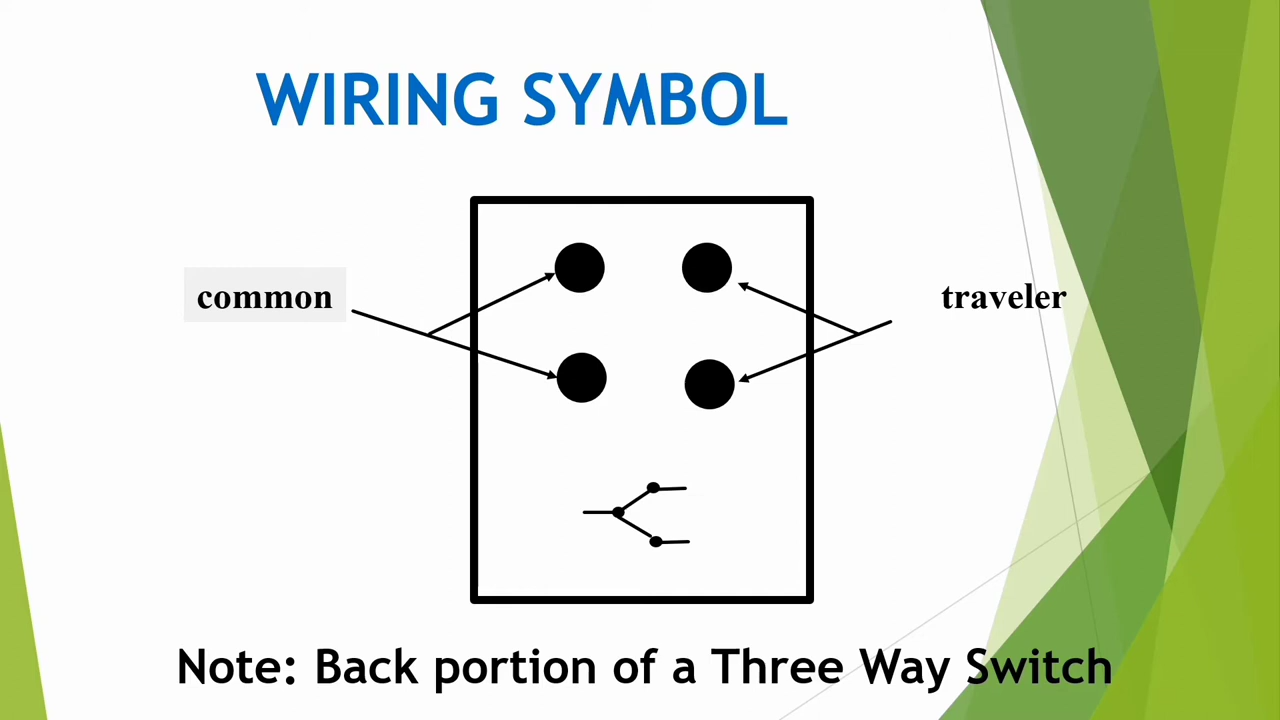 WIRING SYMBOL
common
traveler
Note: Back portion of a Three Way Switch